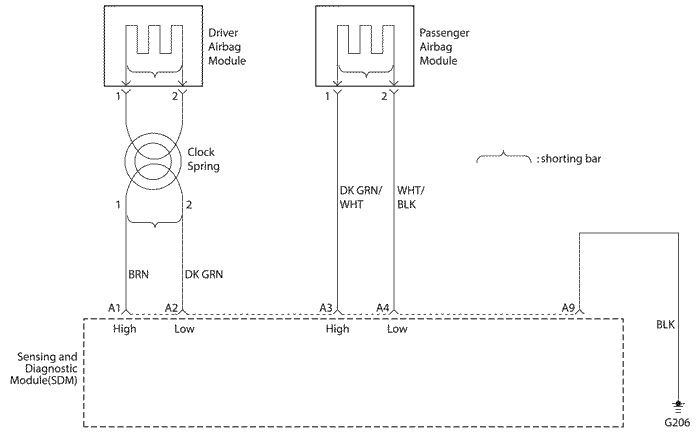 Driver
Airbag
Module
Passenger
Airbag
Module
1
2
1
2
Clock
Spring
: shorting bar
DK GRN/
WHT
WHT/
BLK
1
2
BRN
DK GRN
A1
A2
A3
A4
A9
High
Low
High
Low
BLK
Sensing and
Diagnostic
Module(SDM)
G206